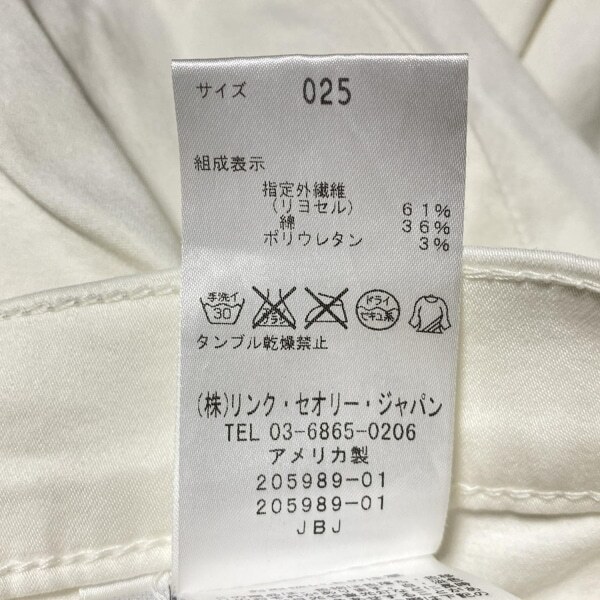 サイズ 025
組成表示
指定外繊維
(リヨセル) 61%
綿 36%
ポリウレタン 3%
手洗イ
30
ドライ
セキユ系
タンブル乾燥禁止
(株)リンク・セオリー・ジャパン
TEL 03-6865-0206
アメリカ製
205989-01
205989-01
JBJ